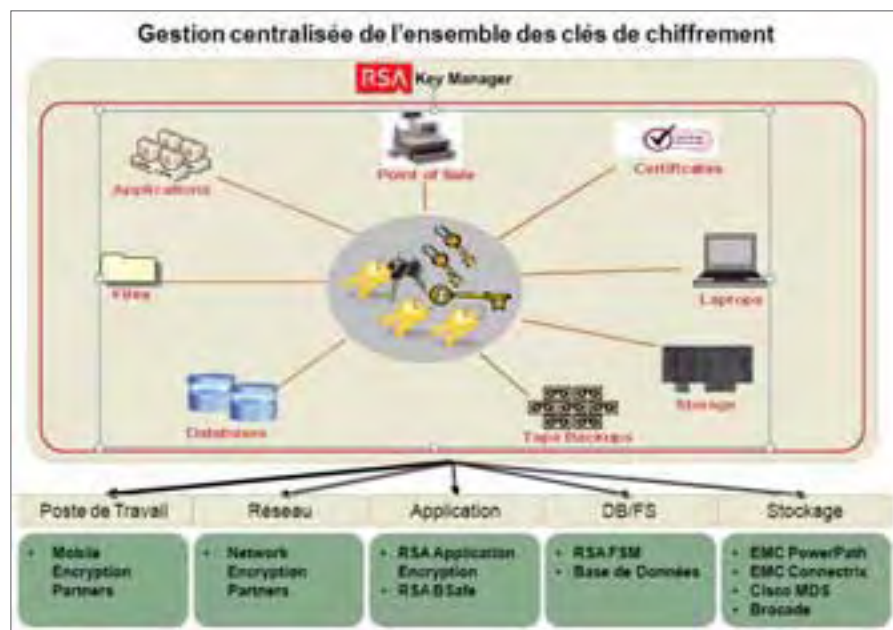 Gestion centralisée de l'ensemble des clés de chiffrement
RSA Key Manager
Applications
Point of Sale
Certificates
Files
Laptops
Databases
Tape Backups
Storage
Poste de Travail
Réseau
Application
DB/FS
Stockage
• Mobile
Encryption
Partners
• Network
Encryption
Partners
• RSA Application
Encryption
• RSA BSafe
• RSA FSM
• Base de Données
• EMC PowerPath
• EMC Connectrix
• Cisco MDS
• Brocade